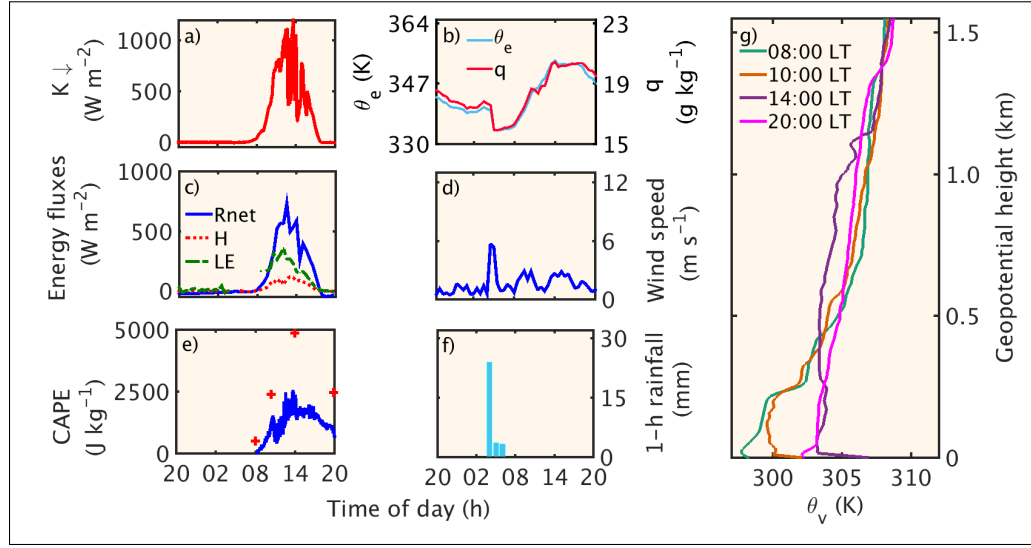 a)
K ↓
(W m⁻²)
1000
500
0
b)
θₑ (K)
364
347
330
θₑ
q
23
19
15
q
(g kg⁻¹)
c)
Energy fluxes
(W m⁻²)
1000
500
0
Rnet
H
LE
d)
12
6
0
Wind speed
(m s⁻¹)
e)
CAPE
(J kg⁻¹)
5000
2500
0
20 02 08 14 20
f)
30
15
0
1−h rainfall
(mm)
20 02 08 14 20
Time of day (h)
g)
08:00 LT
10:00 LT
14:00 LT
20:00 LT
1.5
1.0
0.5
0
Geopotential height (km)
300 305 310
θᵥ (K)